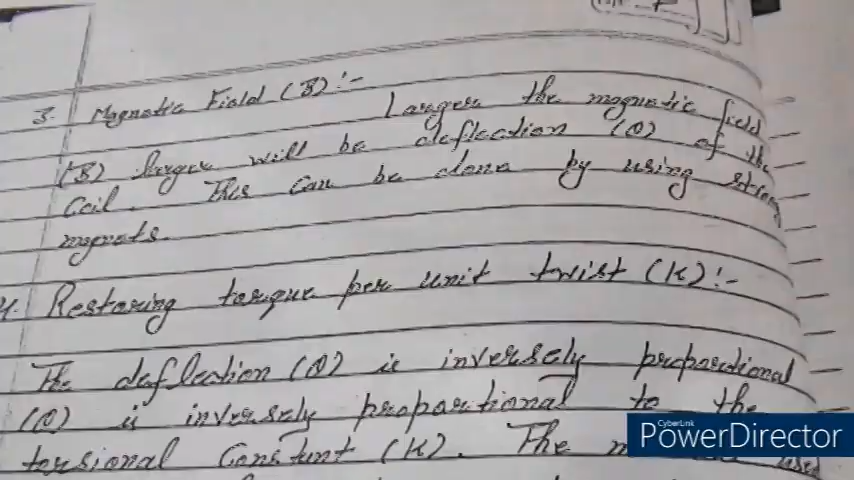 3. Magnetic Field (B) :-
Larger the magnetic field
(B) larger will be deflection (θ) of the
Coil. This can be done by using strong
magnets.
4. Restoring torque per unit twist (K) :-
The deflection (θ) is inversely proportional
(θ) is inversely proportional to the
torsional Constant (K). The used
CyberLink
PowerDirector